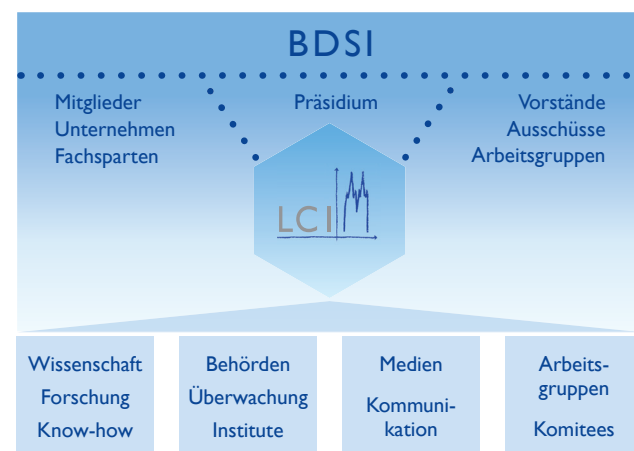 BDSI
Mitglieder
Unternehmen
Fachsparten
Präsidium
Vorstände
Ausschüsse
Arbeitsgruppen
LCI
Wissenschaft
Forschung
Know-how
Behörden
Überwachung
Institute
Medien
Kommuni-
kation
Arbeits-
gruppen
Komitees